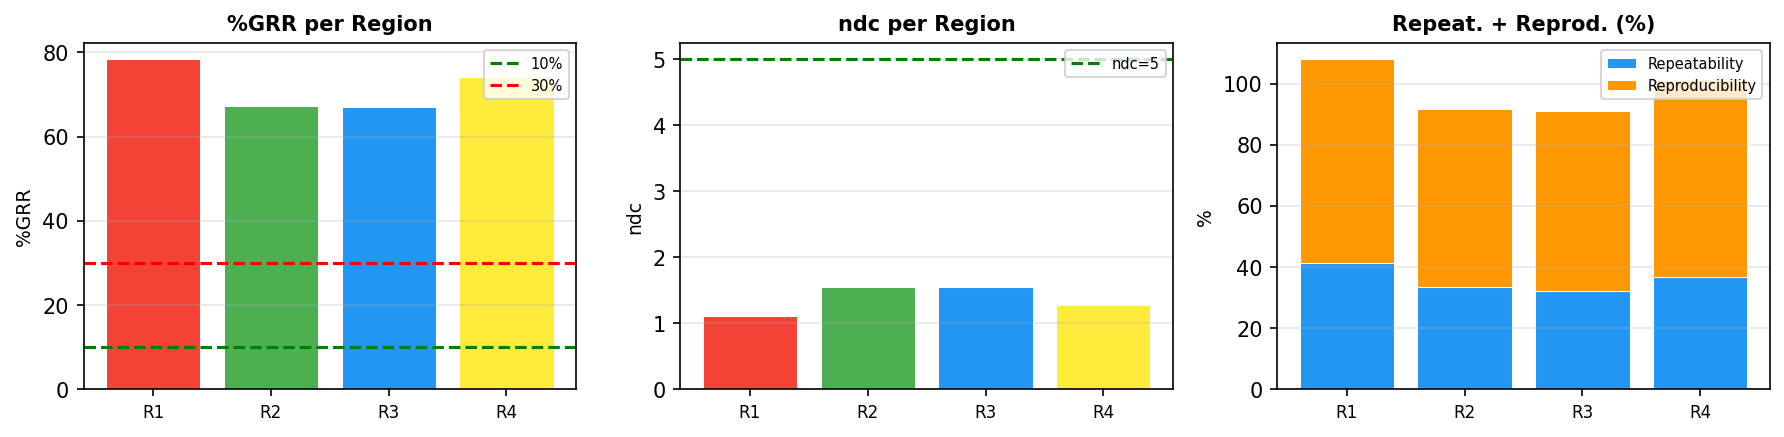 %GRR per Region
%GRR
80
60
40
20
0
10%
30%
R1 R2 R3 R4
ndc per Region
ndc
5
4
3
2
1
0
ndc=5
R1 R2 R3 R4
Repeat. + Reprod. (%)
%
100
80
60
40
20
0
Repeatability
Reproducibility
R1 R2 R3 R4